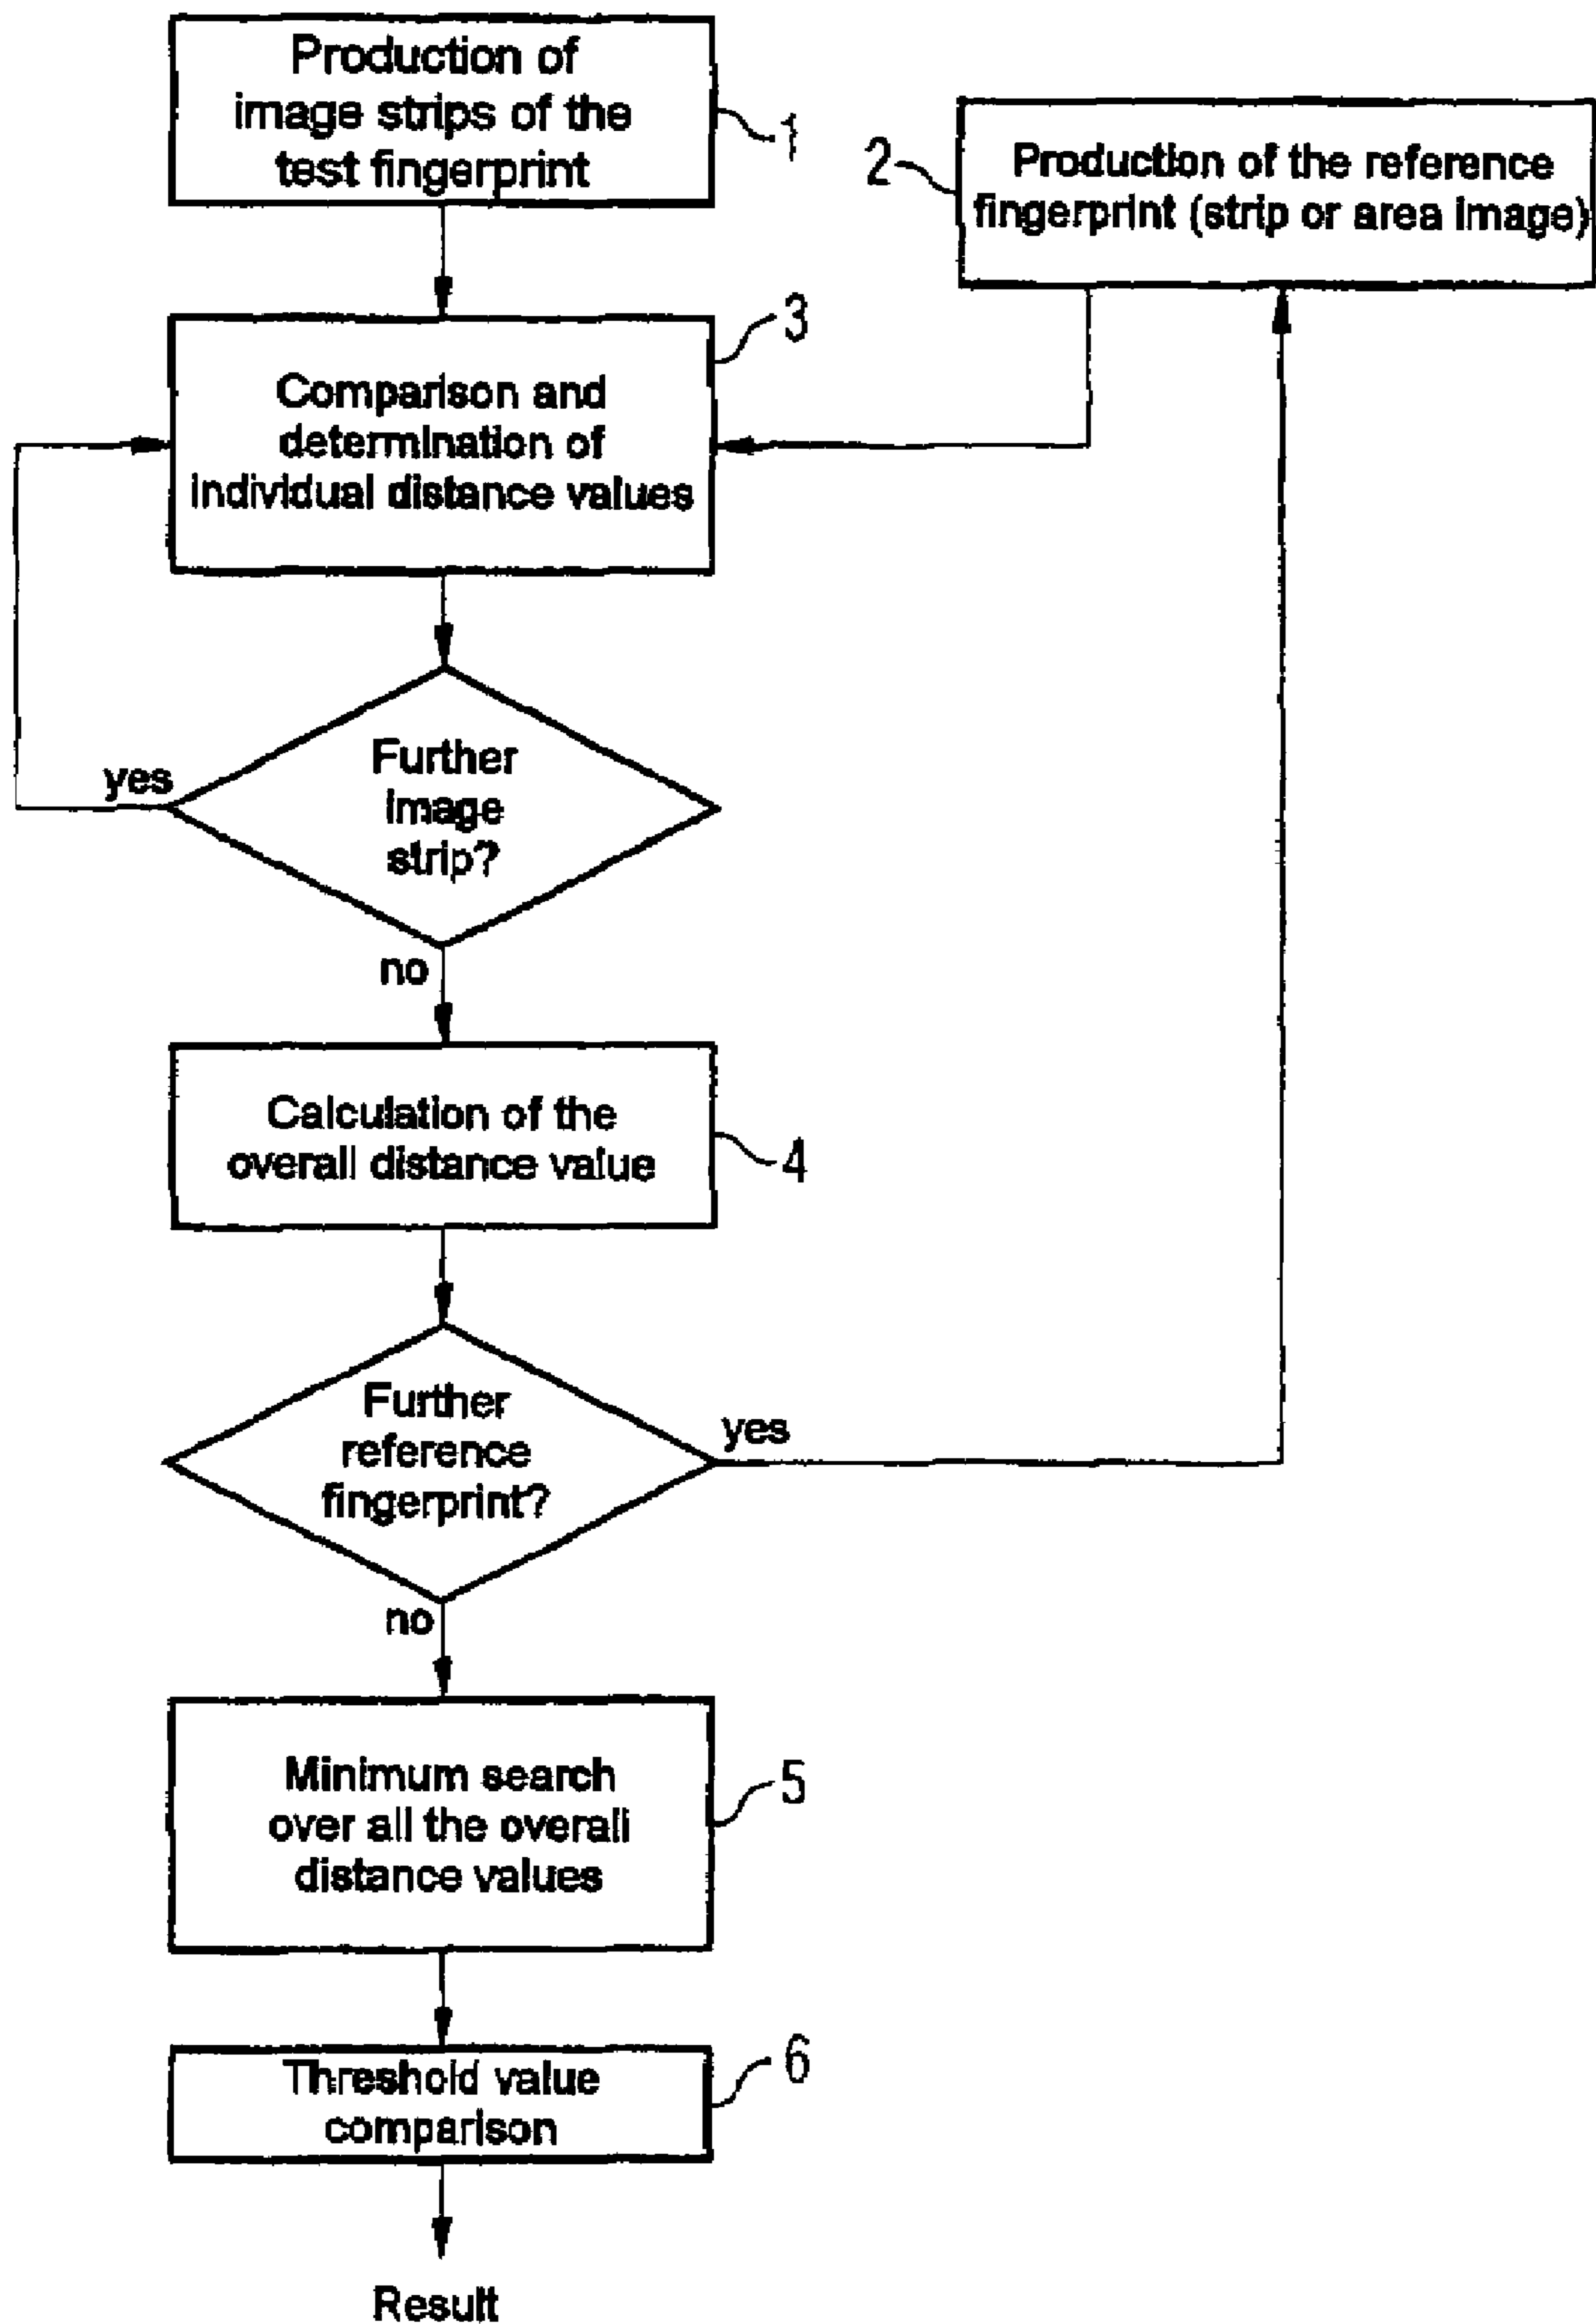 Production of
image strips of the
test fingerprint
1
2
Production of the reference
fingerprint (strip or area image)
3
Comparison and
determination of
individual distance values
Further
image
strip?
yes
no
Calculation of the
overall distance value
4
Further
reference
fingerprint?
yes
no
Minimum search
over all the overall
distance values
5
Threshold value
comparison
6
Result